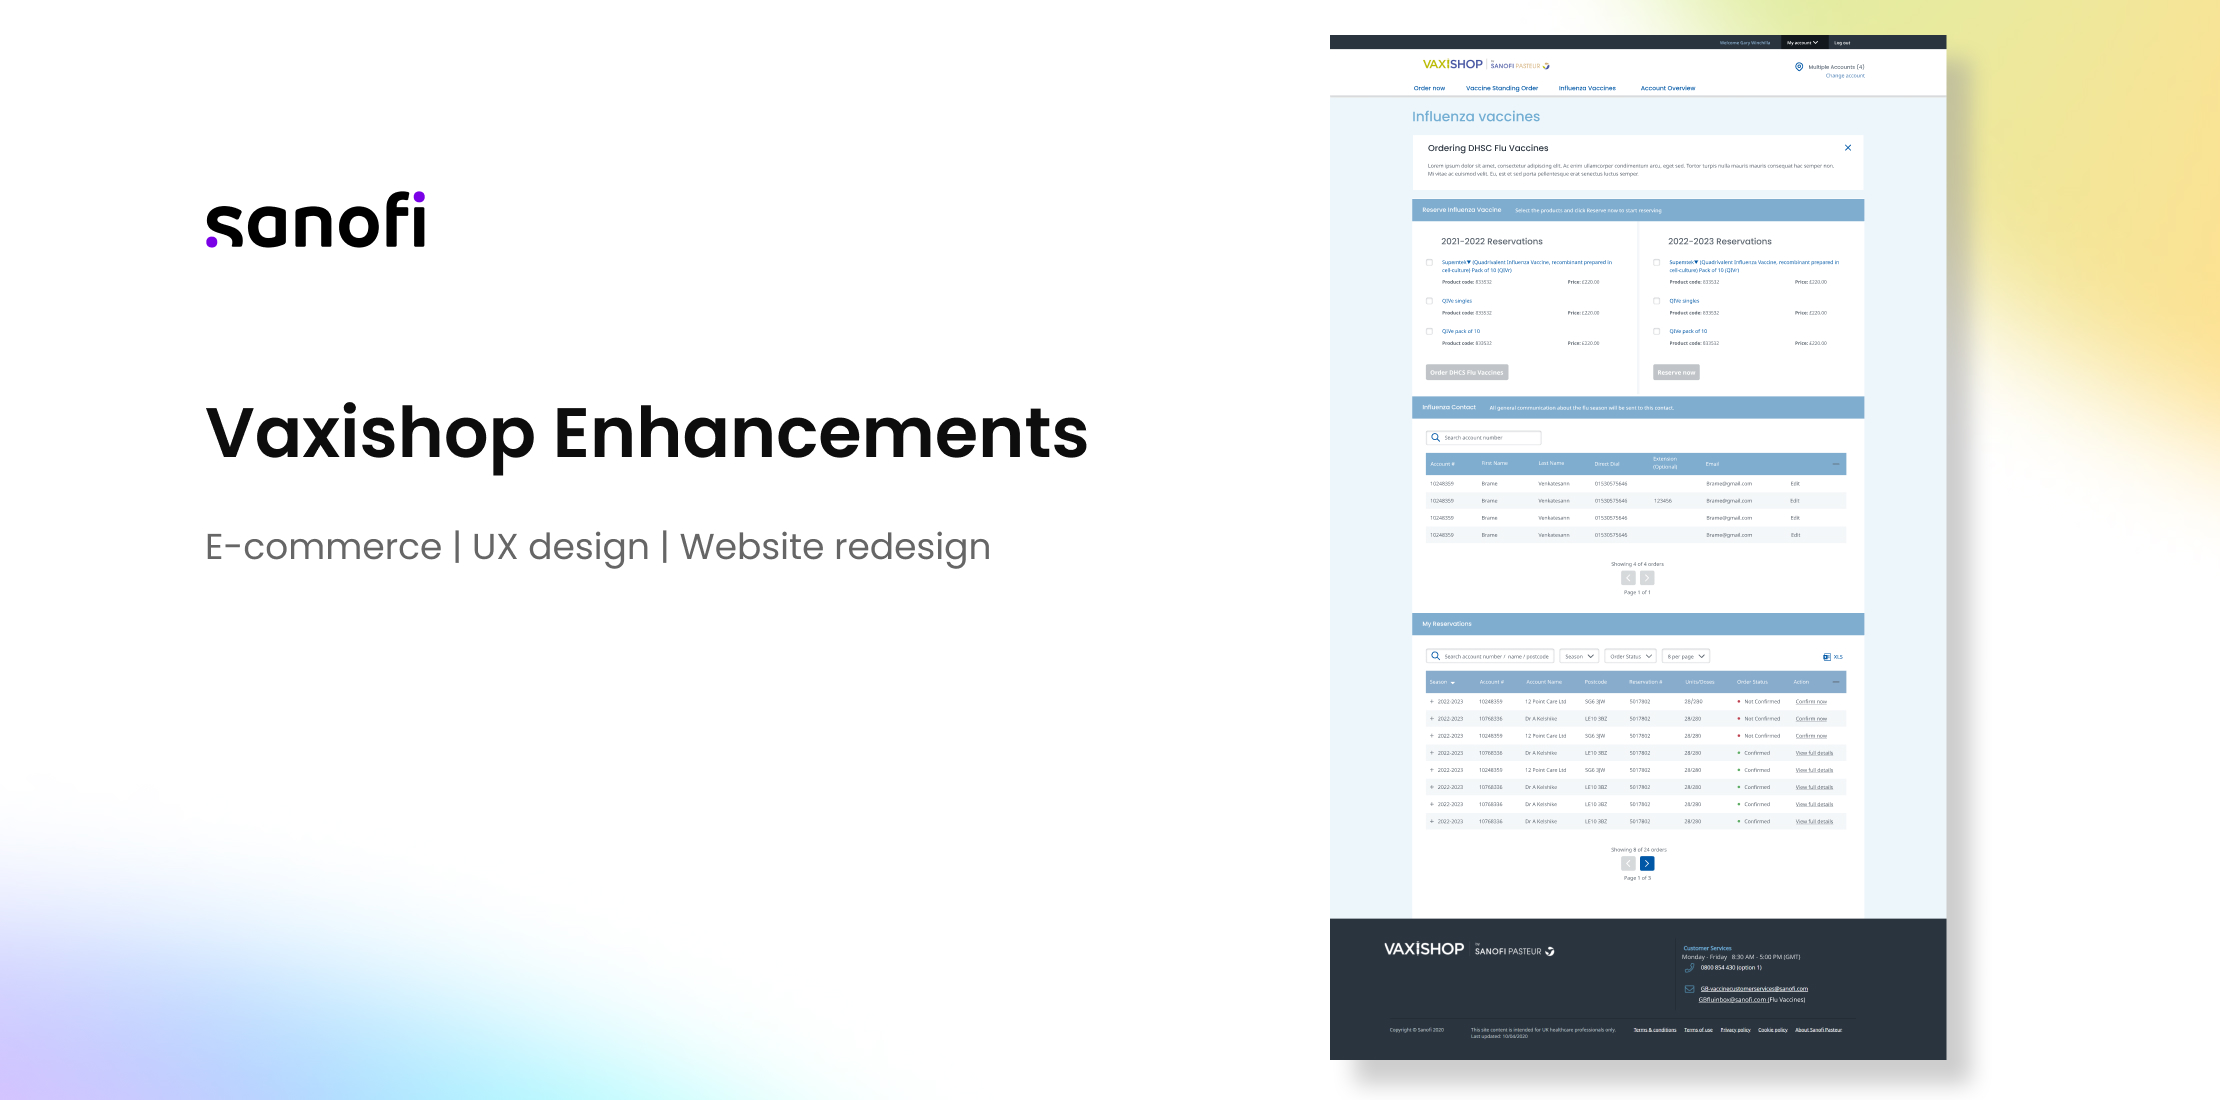 sanofi
Vaxishop Enhancements
E-commerce | UX design | Website redesign
Welcome Gary Winchilla My account Log out
VAXISHOP by SANOFI PASTEUR
Multiple Accounts (4)
Change account
Order now Vaccine Standing Order Influenza Vaccines Account Overview
Influenza vaccines
Ordering DHSC Flu Vaccines
Lorem ipsum dolor sit amet, consectetur adipiscing elit. Ac enim ullamcorper condimentum arcu, eget sed. Tortor turpis nulla mauris mauris consequat hac semper non.
Mi vitae ac euismod velit. Eu, est et sed porta pellentesque erat senectus luctus semper
Reserve Influenza Vaccine Select the products and click Reserve now to start reserving
2021-2022 Reservations
Supemtek▼ (Quadrivalent Influenza Vaccine, recombinant prepared in
cell-culture) Pack of 10 (QIVr)
Product code: 833532 Price: £220.00
QIVe singles
Product code: 833532 Price: £220.00
QIVe pack of 10
Product code: 833532 Price: £220.00
Order DHCS Flu Vaccines
2022-2023 Reservations
Supemtek▼ (Quadrivalent Influenza Vaccine, recombinant prepared in
cell-culture) Pack of 10 (QIVr)
Product code: 833532 Price: £220.00
QIVe singles
Product code: 833532 Price: £220.00
QIVe pack of 10
Product code: 833532 Price: £220.00
Reserve now
Influenza Contact All general communication about the flu season will be sent to this contact.
Search account number
Account # First Name Last Name Direct Dial Extension (Optional) Email
10248359 Brame Venkatesann 01530575646 Brame@gmail.com Edit
10248359 Brame Venkatesann 01530575646 123456 Brame@gmail.com Edit
10248359 Brame Venkatesann 01530575646 Brame@gmail.com Edit
10248359 Brame Venkatesann 01530575646 Brame@gmail.com Edit
Showing 4 of 4 orders
Page 1 of 1
My Reservations
Search account number / name / postcode Season Order Status 8 per page XLS
Season Account # Account Name Postcode Reservation # Units/Doses Order Status Action
+ 2022-2023 10248359 12 Point Care Ltd SG6 3JW 5017802 28/280 Not Confirmed Confirm now
+ 2022-2023 10768336 Dr A Kelshike LE10 3BZ 5017802 28/280 Not Confirmed Confirm now
+ 2022-2023 10248359 12 Point Care Ltd SG6 3JW 5017802 28/280 Not Confirmed Confirm now
+ 2022-2023 10768336 Dr A Kelshike LE10 3BZ 5017802 28/280 Confirmed View full details
+ 2022-2023 10248359 12 Point Care Ltd SG6 3JW 5017802 28/280 Confirmed View full details
+ 2022-2023 10768336 Dr A Kelshike LE10 3BZ 5017802 28/280 Confirmed View full details
+ 2022-2023 10768336 Dr A Kelshike LE10 3BZ 5017802 28/280 Confirmed View full details
+ 2022-2023 10768336 Dr A Kelshike LE10 3BZ 5017802 28/280 Confirmed View full details
Showing 8 of 24 orders
Page 1 of 3
VAXISHOP by SANOFI PASTEUR
Customer Services
Monday - Friday 8:30 AM - 5:00 PM (GMT)
0800 854 430 (option 1)
GB-vaccinecustomerservices@sanofi.com
GBfluinbox@sanofi.com (Flu Vaccines)
Copyright © Sanofi 2020
This site content is intended for UK healthcare professionals only.
Last updated: 10/04/2020
Terms & conditions Terms of use Privacy policy Cookie policy About Sanofi Pasteur